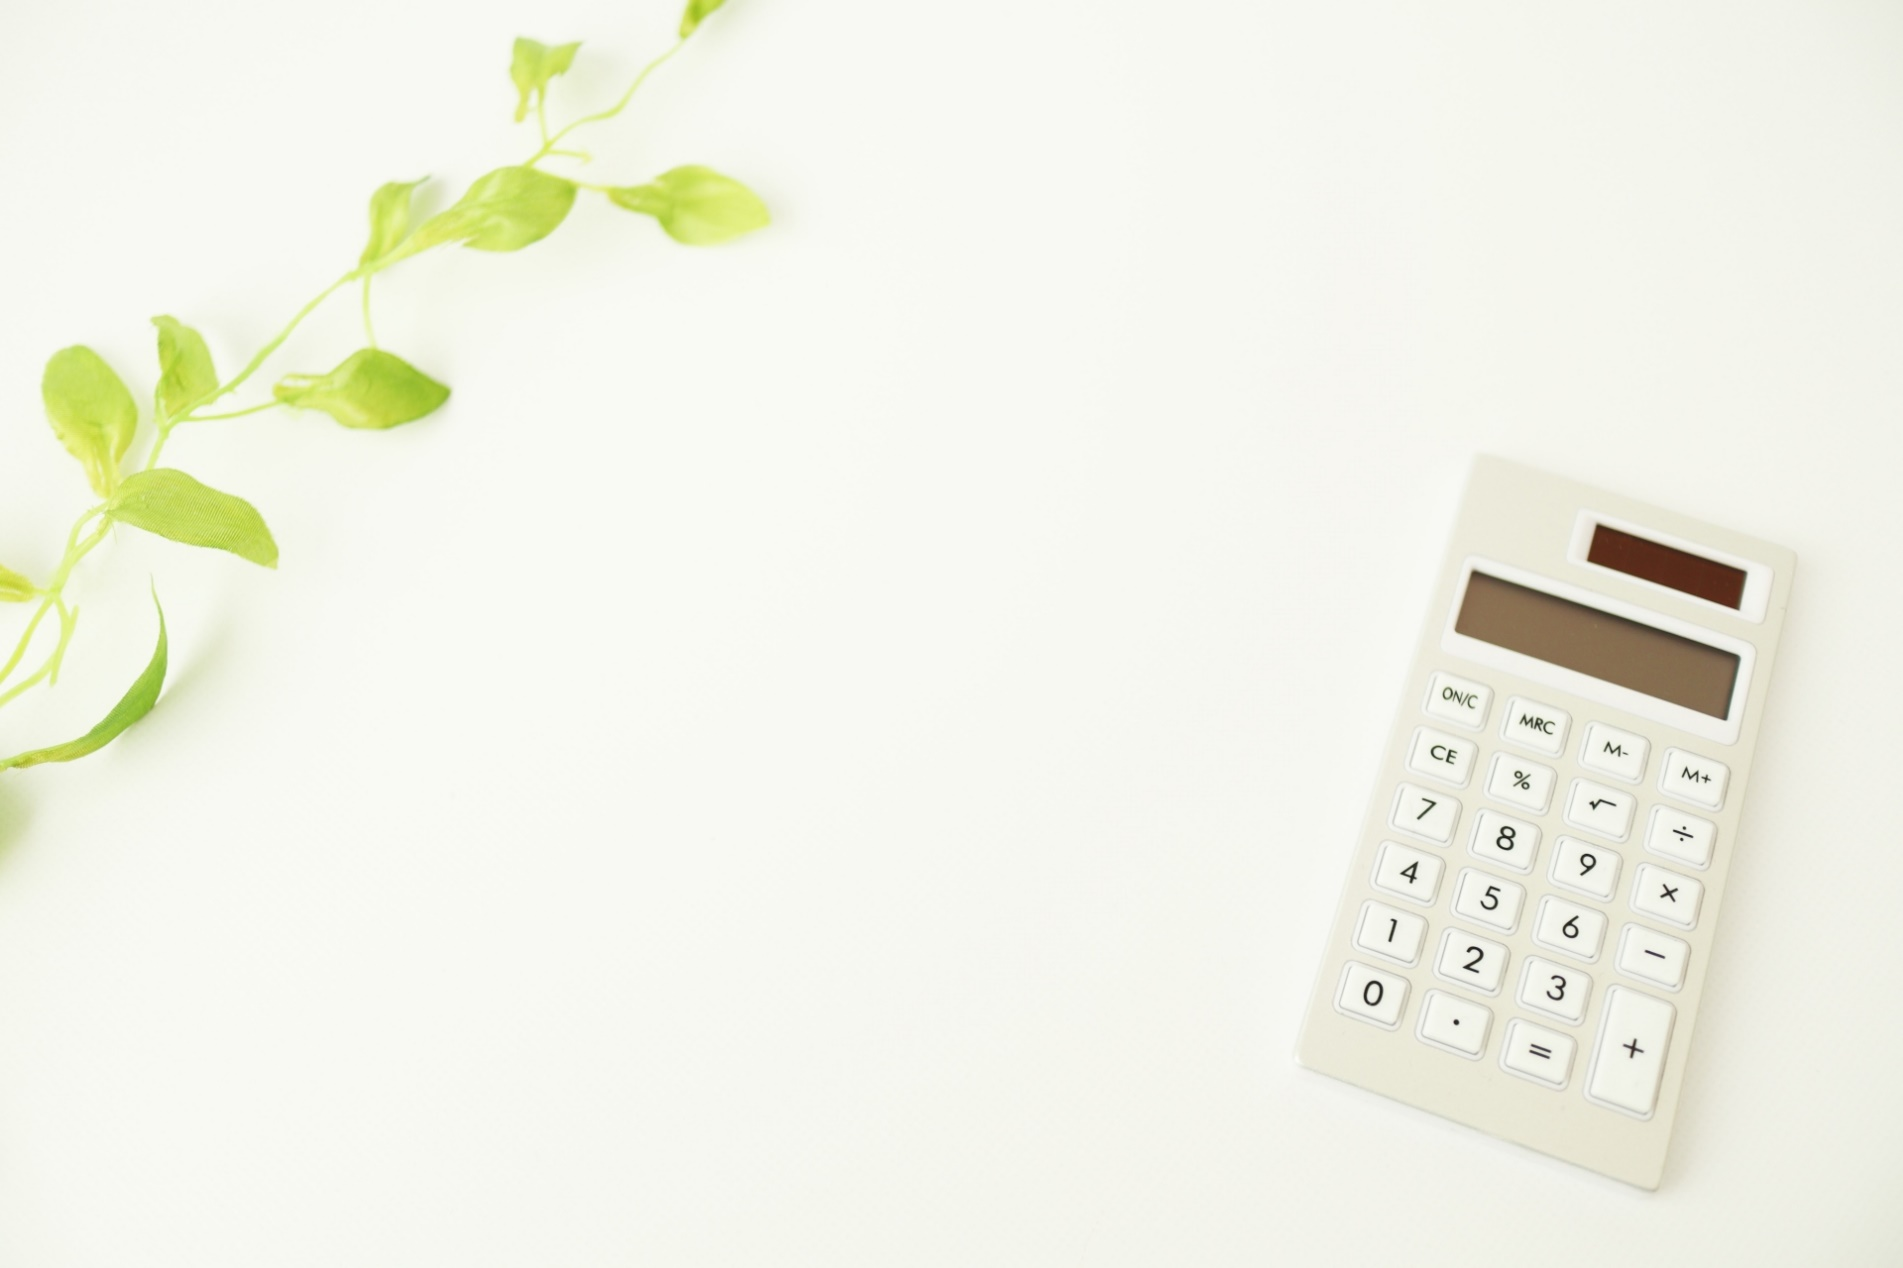 ON/C MRC M- M+
CE % √ ÷
7 8 9 ×
4 5 6 −
1 2 3 +
0 . =